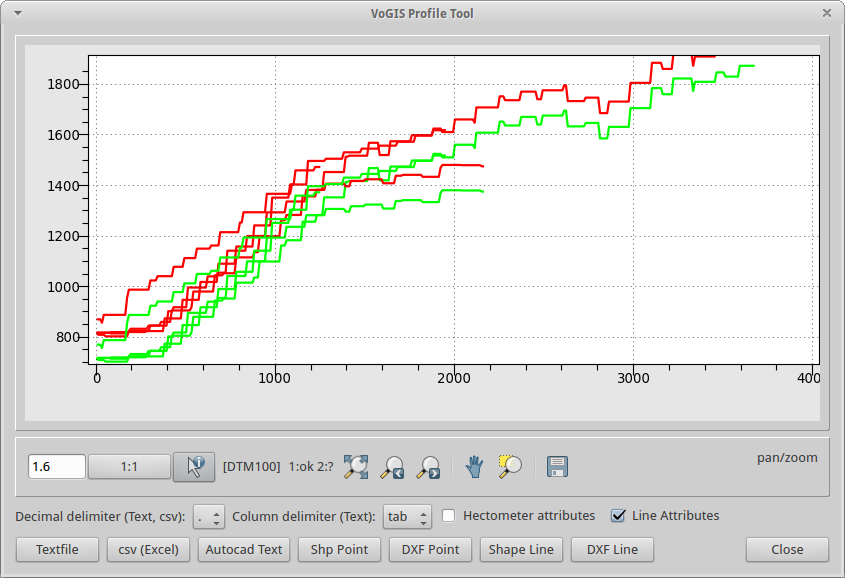 VoGIS Profile Tool
1800
1600
1400
1200
1000
800
0 1000 2000 3000 400
1.6 1:1 [DTM100] 1:ok 2:? pan/zoom
Decimal delimiter (Text, csv): . Column delimiter (Text): tab Hectometer attributes Line Attributes
Textfile csv (Excel) Autocad Text Shp Point DXF Point Shape Line DXF Line Close